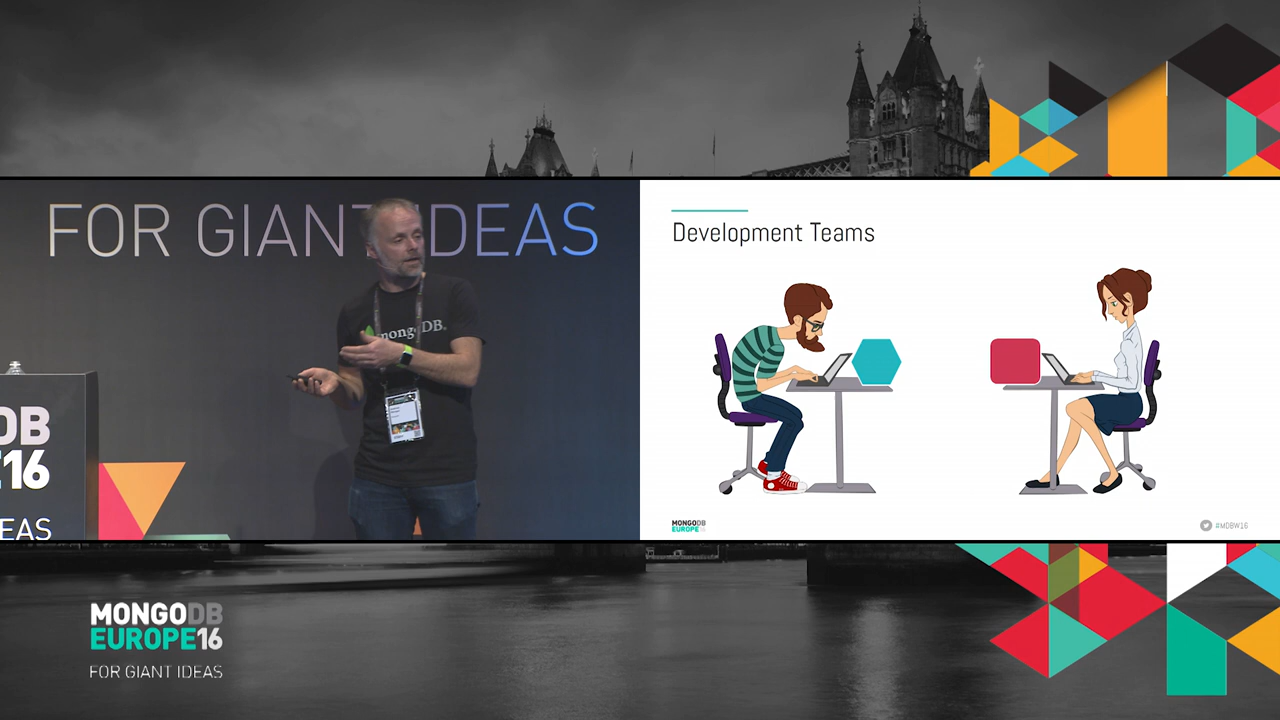 FOR GIANT IDEAS
mongoDB
DB
16
EAS
Development Teams
MONGODB
EUROPE16
#MDBW16
MONGODB
EUROPE16
FOR GIANT IDEAS